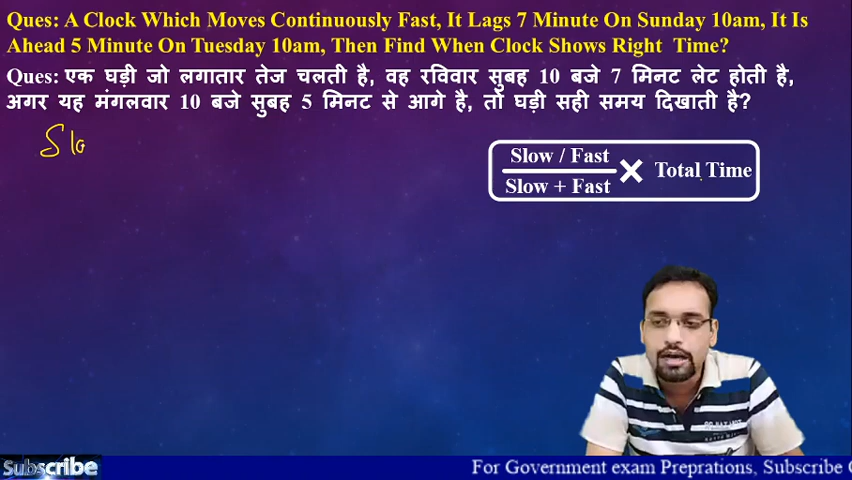 Ques: A Clock Which Moves Continuously Fast, It Lags 7 Minute On Sunday 10am, It Is
Ahead 5 Minute On Tuesday 10am, Then Find When Clock Shows Right Time?
Ques: एक घड़ी जो लगातार तेज चलती है, वह रविवार सुबह 10 बजे 7 मिनट लेट होती है,
अगर यह मंगलवार 10 बजे सुबह 5 मिनट से आगे है, तो घड़ी सही समय दिखाती है?
Slo
Slow / Fast
Slow + Fast
× Total Time
Subscribe
For Government exam Preprations, Subscribe